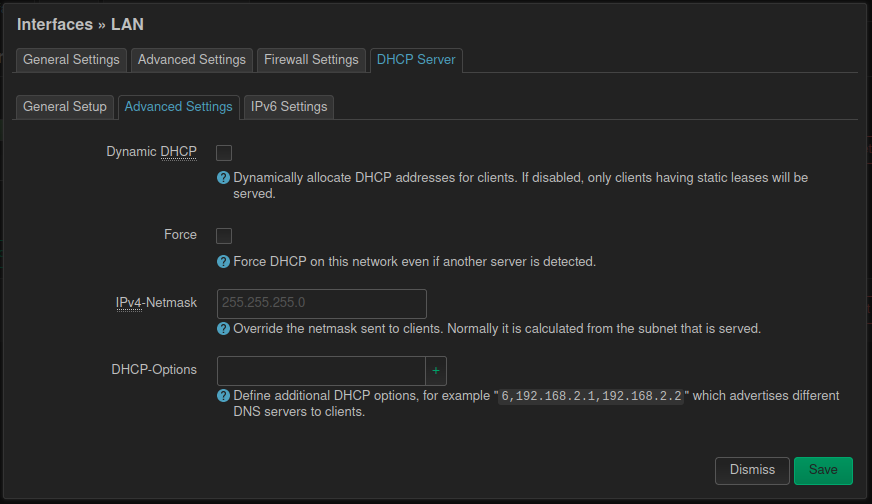 Interfaces » LAN
General Settings Advanced Settings Firewall Settings DHCP Server
General Setup Advanced Settings IPv6 Settings
Dynamic DHCP
Dynamically allocate DHCP addresses for clients. If disabled, only clients having static leases will be
served.
Force
Force DHCP on this network even if another server is detected.
IPv4-Netmask 255.255.255.0
Override the netmask sent to clients. Normally it is calculated from the subnet that is served.
DHCP-Options +
Define additional DHCP options, for example "6,192.168.2.1,192.168.2.2" which advertises different
DNS servers to clients.
Dismiss Save